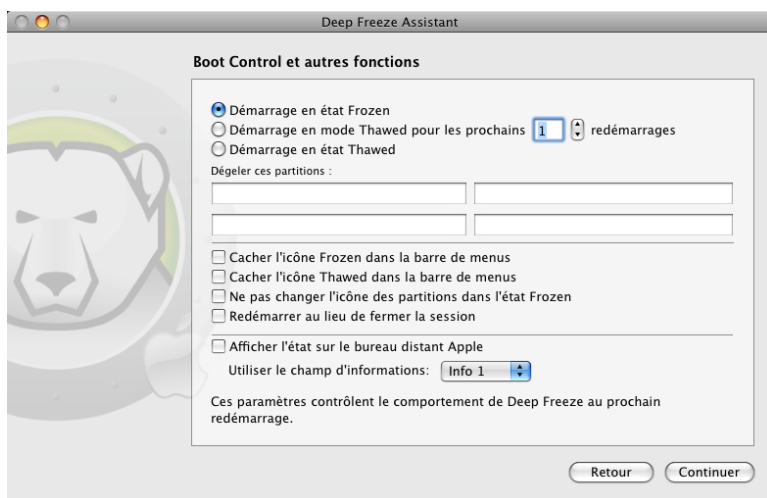 Deep Freeze Assistant
Boot Control et autres fonctions
Démarrage en état Frozen
Démarrage en mode Thawed pour les prochains 1 redémarrages
Démarrage en état Thawed
Dégeler ces partitions :
Cacher l'icône Frozen dans la barre de menus
Cacher l'icône Thawed dans la barre de menus
Ne pas changer l'icône des partitions dans l'état Frozen
Redémarrer au lieu de fermer la session
Afficher l'état sur le bureau distant Apple
Utiliser le champ d'informations: Info 1
Ces paramètres contrôlent le comportement de Deep Freeze au prochain
redémarrage.
Retour Continuer